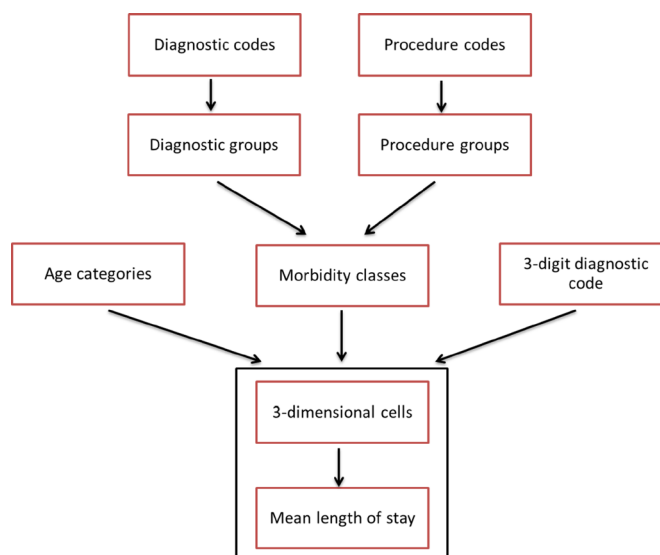 Diagnostic codes
Procedure codes
Diagnostic groups
Procedure groups
Age categories
Morbidity classes
3-digit diagnostic
code
3-dimensional cells
Mean length of stay